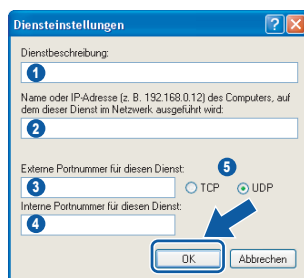 Diensteinstellungen
Dienstbeschreibung:
1
Name oder IP-Adresse (z. B. 192.168.0.12) des Computers, auf
dem dieser Dienst im Netzwerk ausgeführt wird:
2
Externe Portnummer für diesen Dienst:
5
3
TCP
UDP
Interne Portnummer für diesen Dienst:
4
OK
Abbrechen